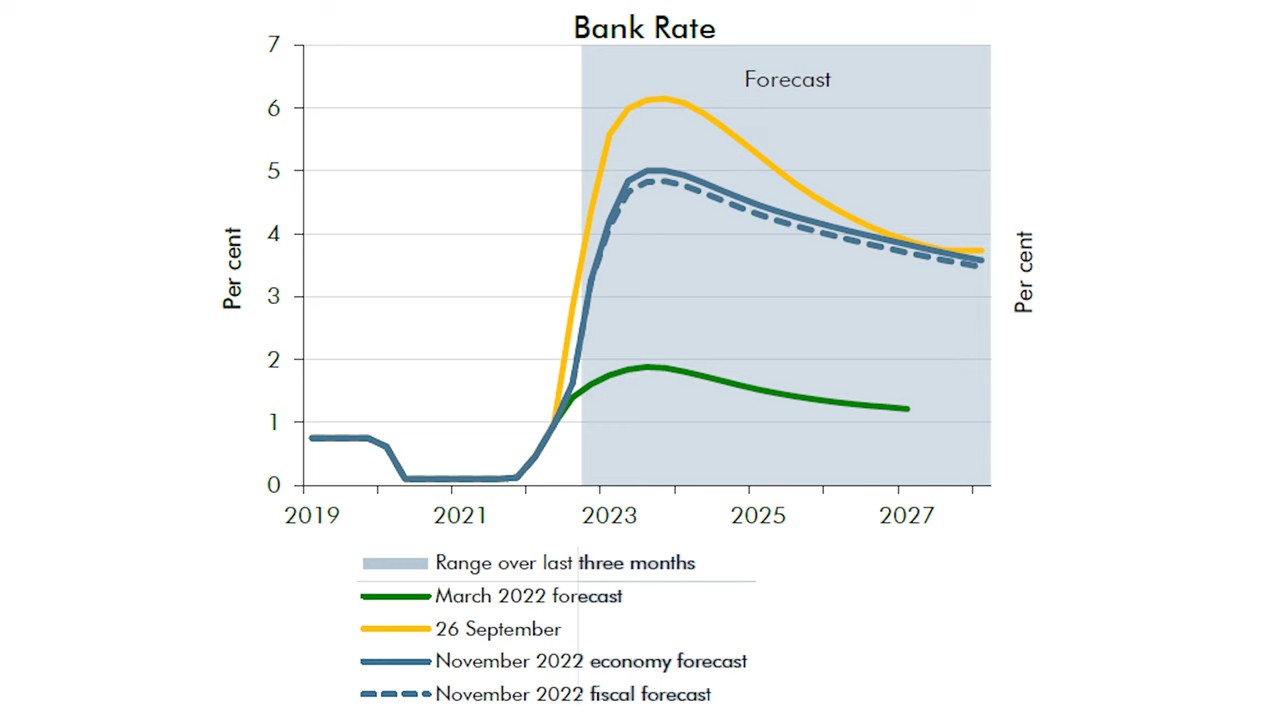 Bank Rate
7
Forecast
6
5
4
3
2
1
0
Per cent
Per cent
2019 2021 2023 2025 2027
Range over last three months
March 2022 forecast
26 September
November 2022 economy forecast
November 2022 fiscal forecast